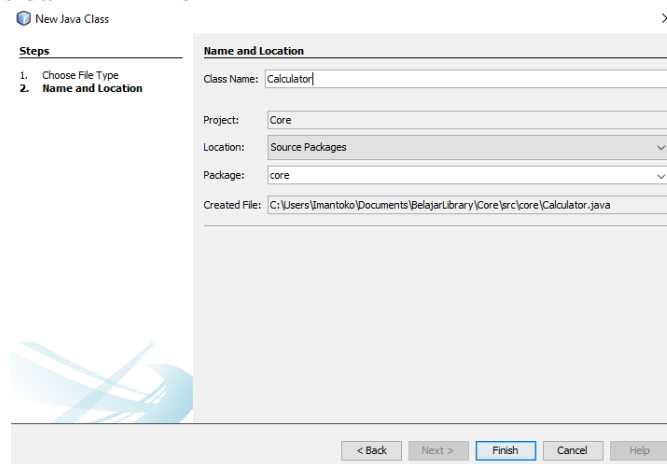 New Java Class
Steps
1. Choose File Type
2. Name and Location
Name and Location
Class Name: Calculator
Project: Core
Location: Source Packages
Package: core
Created File: C:\Users\Imantoko\Documents\BelajarLibrary\Core\src\core\Calculator.java
< Back Next > Finish Cancel Help